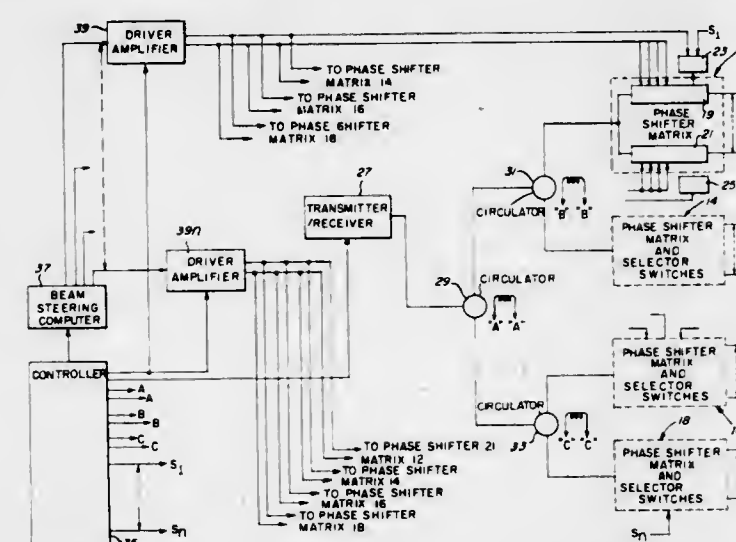 39
DRIVER
AMPLIFIER
TO PHASE SHIFTER
MATRIX 14
TO PHASE SHIFTER
MATRIX 16
TO PHASE 6HIFTER
MATRIX 18
S1
23
19
PHASE
SHIFTER
MATRIX
21
25
31
CIRCULATOR
"B" "B"
14
PHASE SHIFTER
MATRIX
AND
SELECTOR
SWITCHES
27
TRANSMITTER
/RECEIVER
39n
DRIVER
AMPLIFIER
29
CIRCULATOR
"A" "A"
37
BEAM
STEERING
COMPUTER
CONTROLLER
A
A
B
B
C
C
S1
Sn
PHASE SHIFTER
MATRIX
AND
SELECTOR
SWITCHES
CIRCULATOR
33
"C" "C"
18
PHASE SHIFTER
MATRIX
AND
SELECTOR
SWITCHES
Sn
TO PHASE SHIFTER 21
MATRIX 12
TO PHASE SHIFTER
MATRIX 14
TO PHASE SHIFTER
MATRIX 16
TO PHASE SHIFTER
MATRIX 18